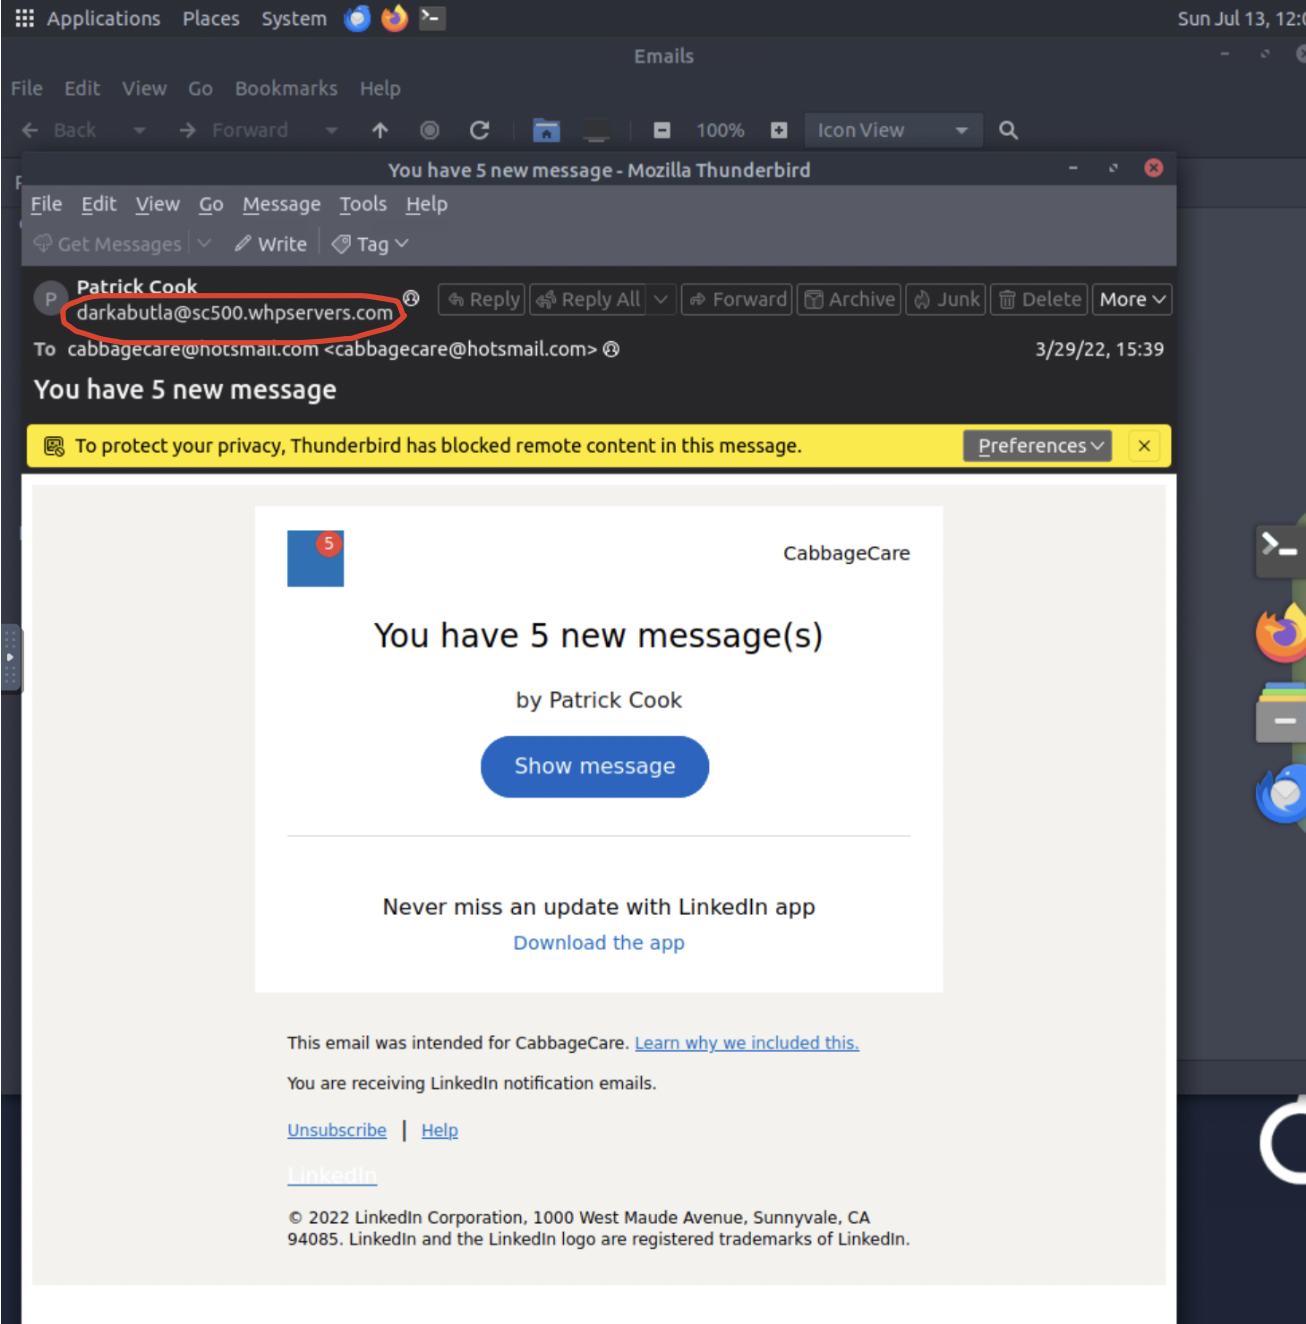 Applications Places System Sun Jul 13, 12:
Emails
File Edit View Go Bookmarks Help
Back Forward 100% Icon View
You have 5 new message - Mozilla Thunderbird
File Edit View Go Message Tools Help
Get Messages Write Tag
P Patrick Cook
darkabutla@sc500.whpservers.com Reply Reply All Forward Archive Junk Delete More
To cabbagecare@hotsmail.com <cabbagecare@hotsmail.com> 3/29/22, 15:39
You have 5 new message
To protect your privacy, Thunderbird has blocked remote content in this message. Preferences
5
CabbageCare
You have 5 new message(s)
by Patrick Cook
Show message
Never miss an update with LinkedIn app
Download the app
This email was intended for CabbageCare. Learn why we included this.
You are receiving LinkedIn notification emails.
Unsubscribe | Help
LinkedIn
© 2022 LinkedIn Corporation, 1000 West Maude Avenue, Sunnyvale, CA
94085. LinkedIn and the LinkedIn logo are registered trademarks of LinkedIn.